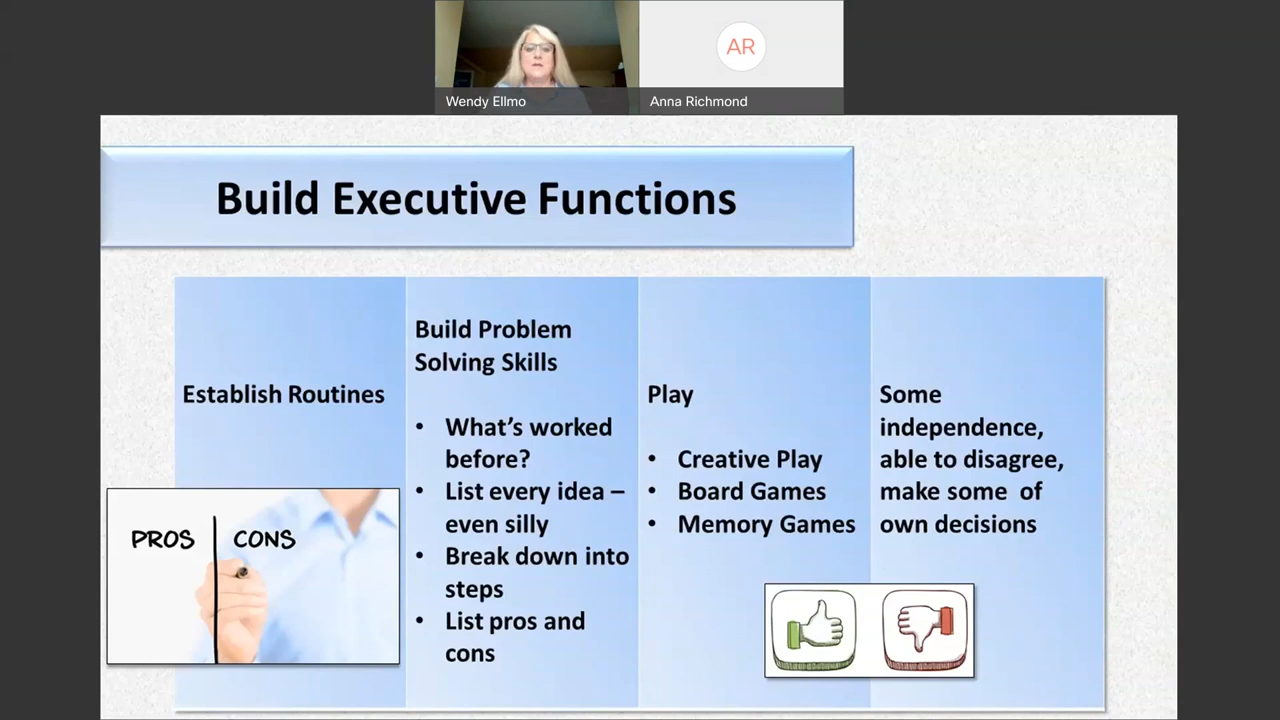 AR
Wendy Ellmo
Anna Richmond
Build Executive Functions
Establish Routines
PROS
CONS
Build Problem
Solving Skills
• What’s worked
before?
• List every idea –
even silly
• Break down into
steps
• List pros and
cons
Play
• Creative Play
• Board Games
• Memory Games
Some
independence,
able to disagree,
make some of
own decisions